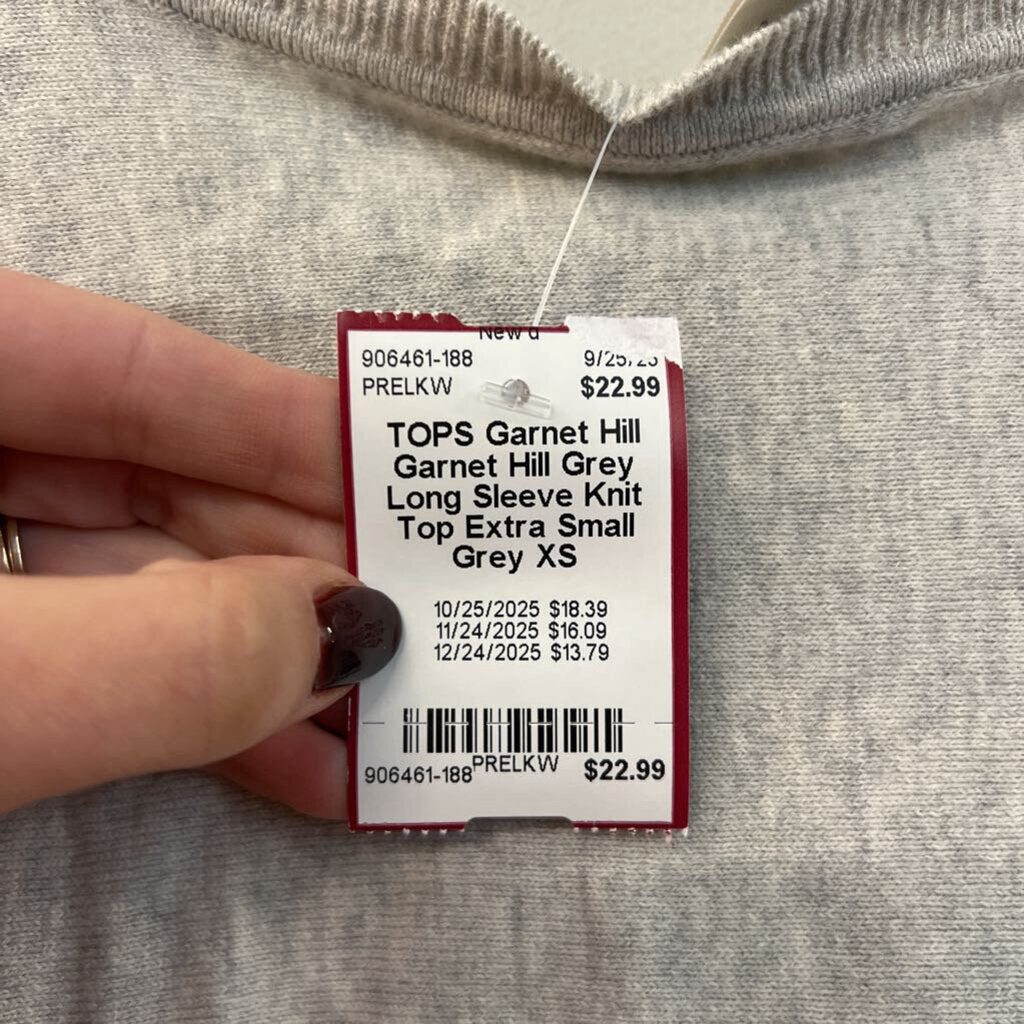 New
906461-188 9/25/25
PRELKW $22.99
TOPS Garnet Hill
Garnet Hill Grey
Long Sleeve Knit
Top Extra Small
Grey XS
10/25/2025 $18.39
11/24/2025 $16.09
12/24/2025 $13.79
906461-188 PRELKW $22.99